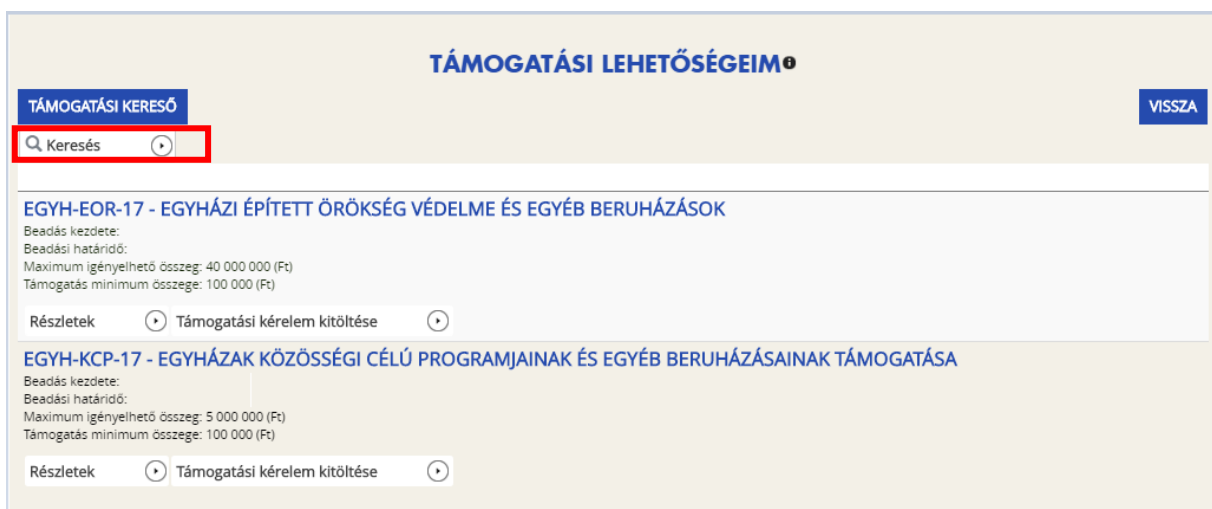 TÁMOGATÁSI LEHETŐSÉGEIM
TÁMOGATÁSI KERESŐ
VISSZA
Keresés
EGYH-EOR-17 - EGYHÁZI ÉPÍTETT ÖRÖKSÉG VÉDELME ÉS EGYÉB BERUHÁZÁSOK
Beadás kezdete:
Beadási határidő:
Maximum igényelhető összeg: 40 000 000 (Ft)
Támogatás minimum összege: 100 000 (Ft)
Részletek Támogatási kérelem kitöltése
EGYH-KCP-17 - EGYHÁZAK KÖZÖSSÉGI CÉLÚ PROGRAMJAINAK ÉS EGYÉB BERUHÁZÁSAINAK TÁMOGATÁSA
Beadás kezdete:
Beadási határidő:
Maximum igényelhető összeg: 5 000 000 (Ft)
Támogatás minimum összege: 100 000 (Ft)
Részletek Támogatási kérelem kitöltése